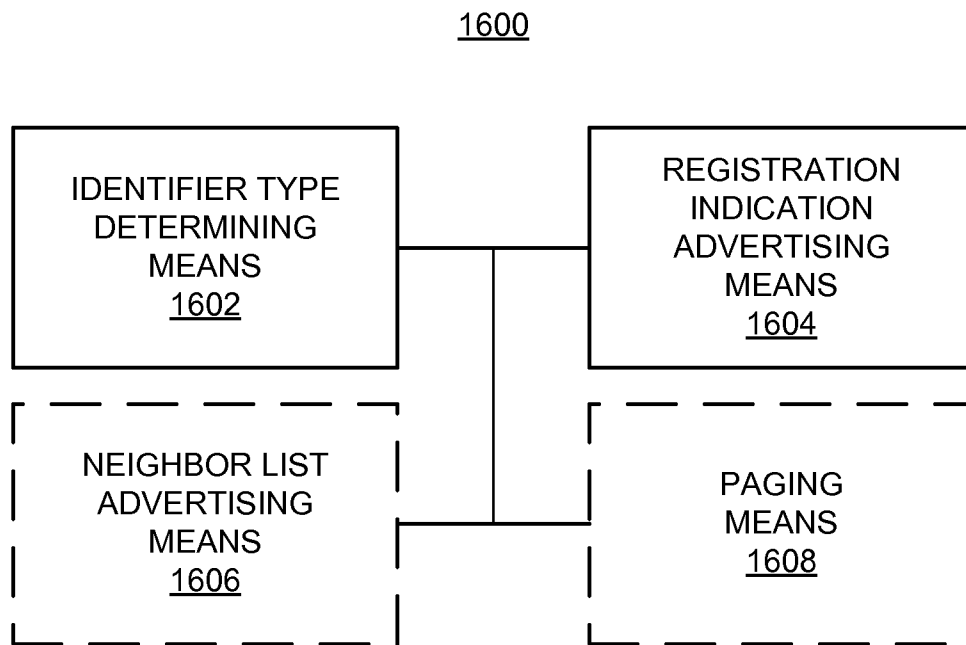 1600
IDENTIFIER TYPE
DETERMINING
MEANS
1602
REGISTRATION
INDICATION
ADVERTISING
MEANS
1604
NEIGHBOR LIST
ADVERTISING
MEANS
1606
PAGING
MEANS
1608